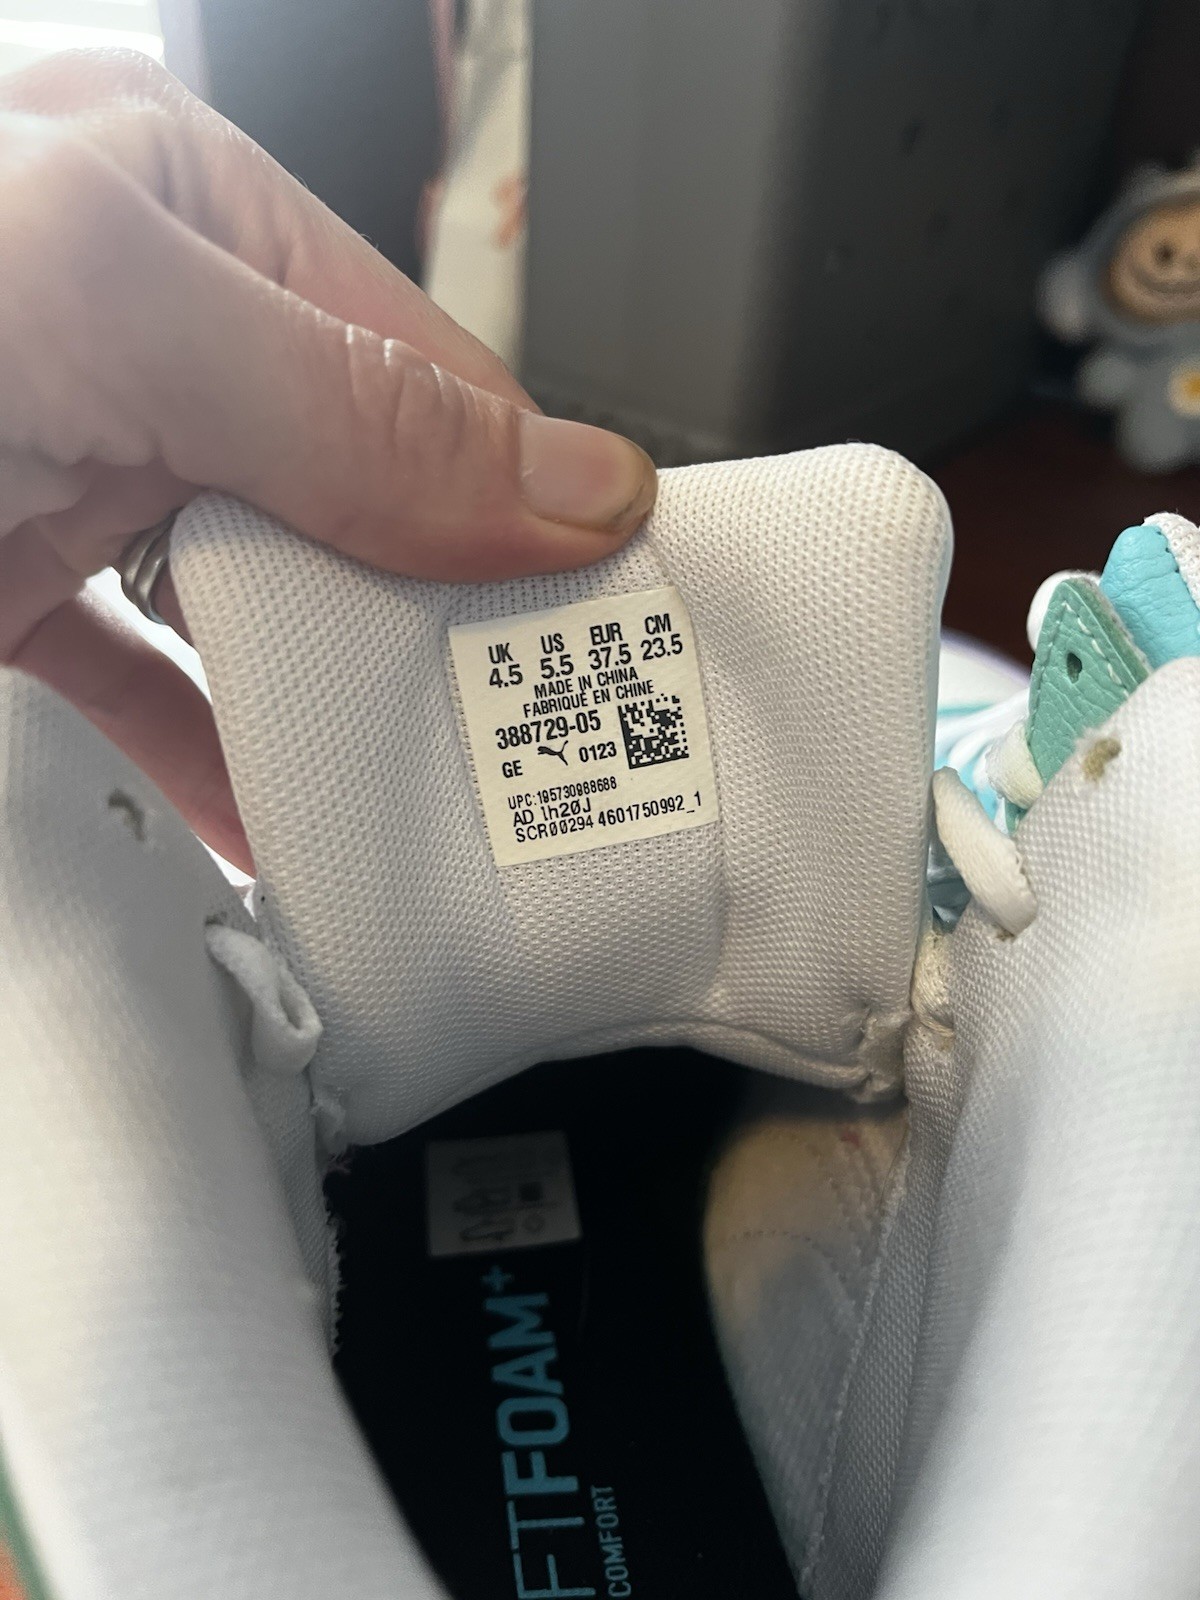 UK US EUR CM
4.5 5.5 37.5 23.5
MADE IN CHINA
FABRIQUÉ EN CHINE
388729-05
GE 0123
UPC:195730988688
AD 1h20J
SCR00294 4601750992_1
FTFOAM+
COMFORT